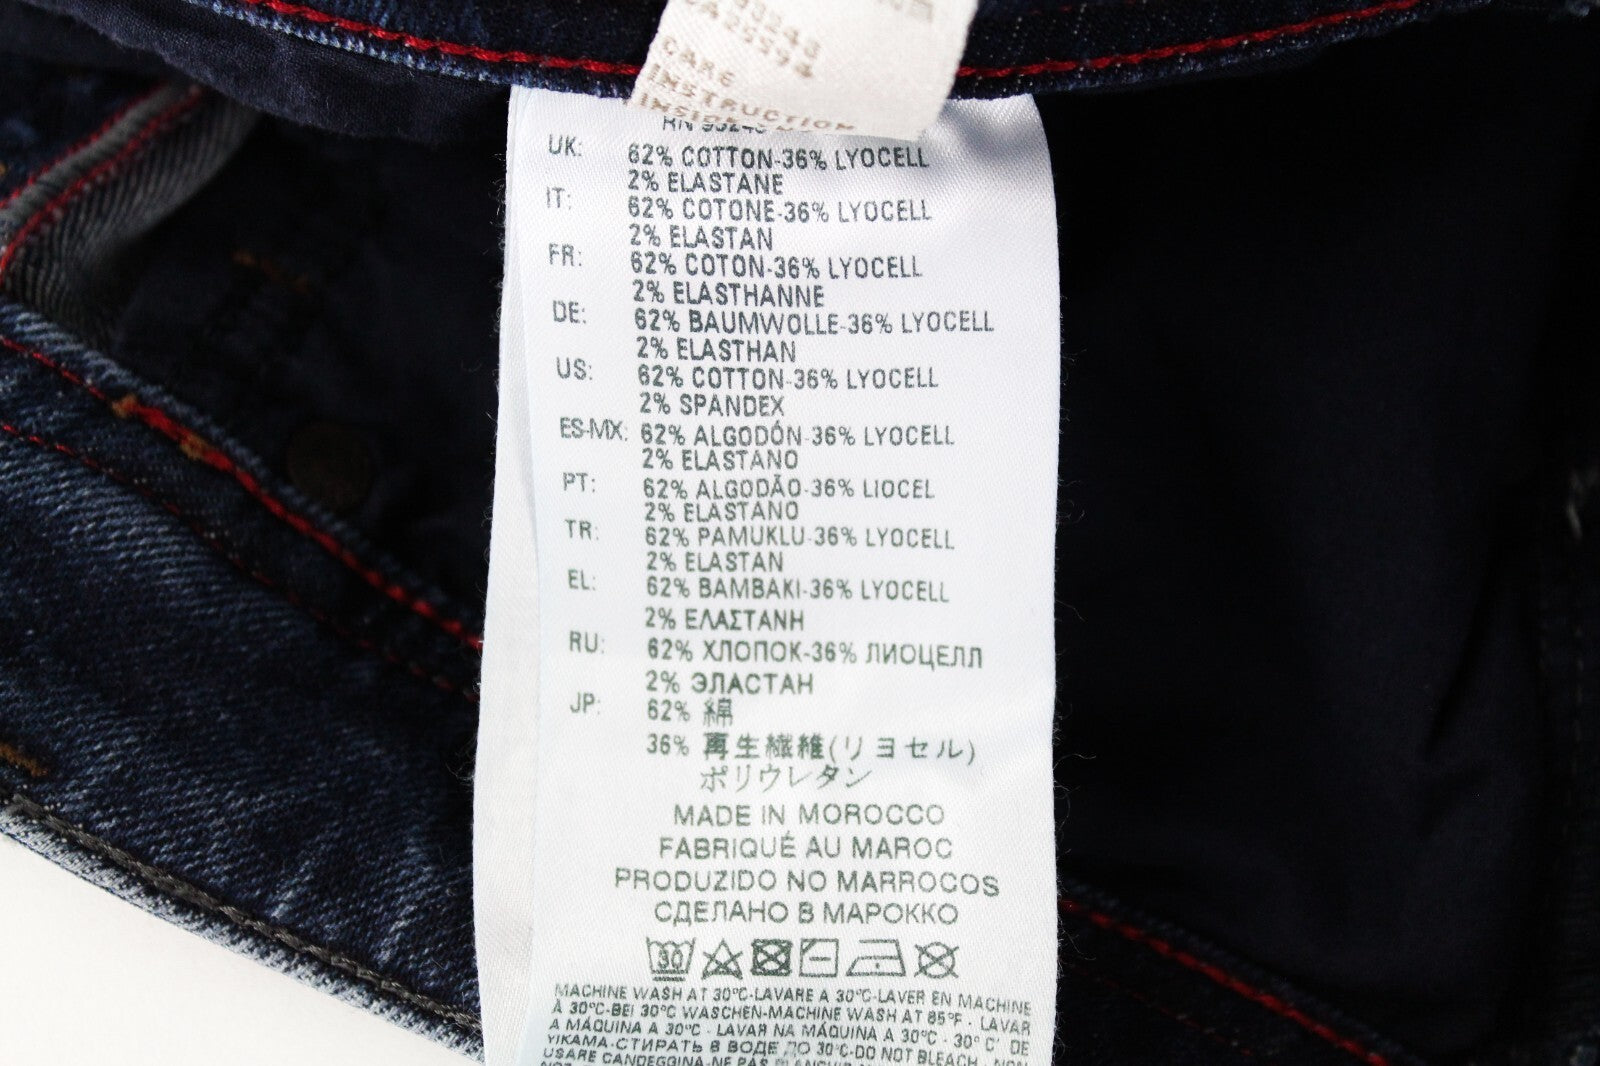 CARE
INSTRUCTION
UK: 62% COTTON-36% LYOCELL
2% ELASTANE
IT: 62% COTONE-36% LYOCELL
2% ELASTAN
FR: 62% COTON-36% LYOCELL
2% ELASTHANNE
DE: 62% BAUMWOLLE-36% LYOCELL
2% ELASTHAN
US: 62% COTTON-36% LYOCELL
2% SPANDEX
ES-MX: 62% ALGODÓN-36% LYOCELL
2% ELASTANO
PT: 62% ALGODÃO-36% LIOCEL
2% ELASTANO
TR: 62% PAMUKLU-36% LYOCELL
2% ELASTAN
EL: 62% BAMBAKI-36% LYOCELL
2% ΕΛΑΣΤΑΝΗ
RU: 62% ХЛОПОК-36% ЛИОЦЕЛЛ
2% ЭЛАСТАН
JP: 62% 綿
36% 再生繊維(リヨセル)
ポリウレタン
MADE IN MOROCCO
FABRIQUÉ AU MAROC
PRODUZIDO NO MARROCOS
СДЕЛАНО В МАРОККО
30
MACHINE WASH AT 30°C-LAVARE A 30°C-LAVER EN MACHINE
À 30°C-BEI 30°C WASCHEN-MACHINE WASH AT 85°F - LAVAR
A MÁQUINA A 30°C - LAVAR NA MÁQUINA A 30°C - 30°C' DE
YIKAMA-СТИРАТЬ В ВОДЕ ДО 30°C-DO NOT BLEACH - NON
USARE CANDEGGINA-NE PAS